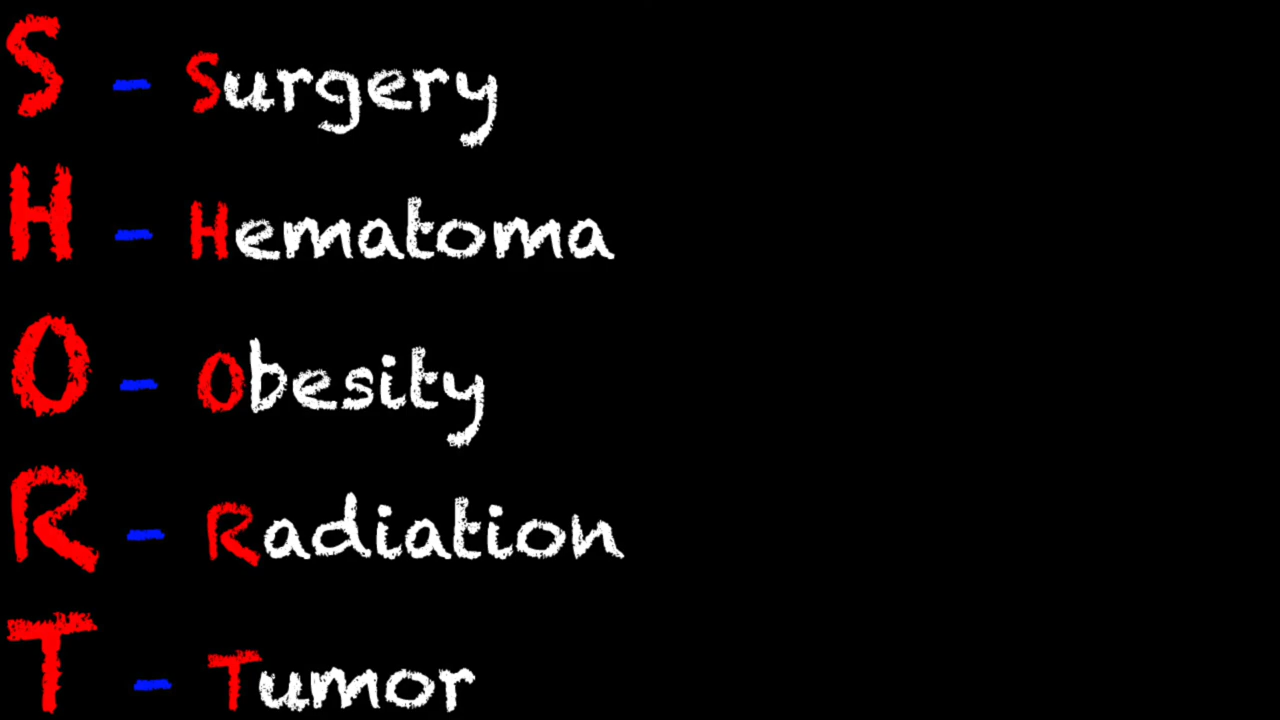 S - Surgery
H - Hematoma
O - Obesity
R - Radiation
T - Tumor